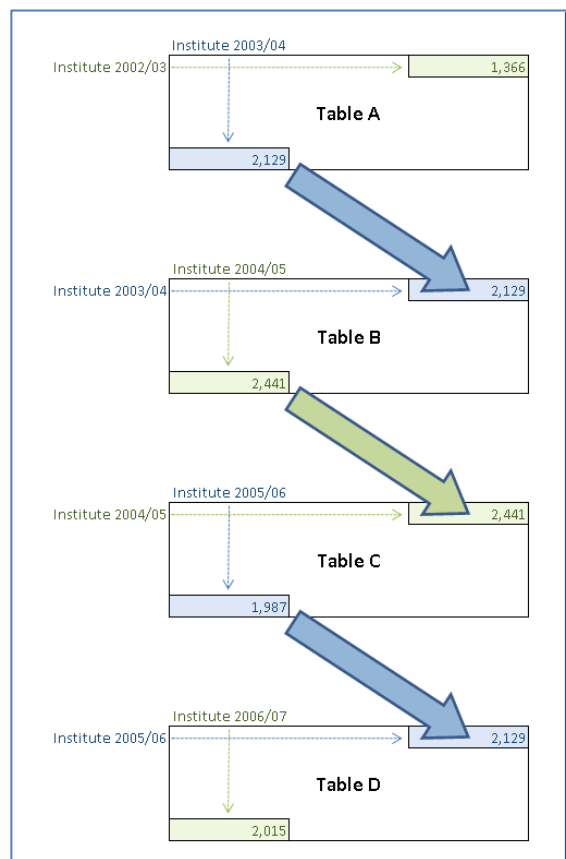 Institute 2003/04
Institute 2002/03
1,366
Table A
2,129
Institute 2004/05
Institute 2003/04
2,129
Table B
2,441
Institute 2005/06
Institute 2004/05
2,441
Table C
1,987
Institute 2006/07
Institute 2005/06
2,129
Table D
2,015